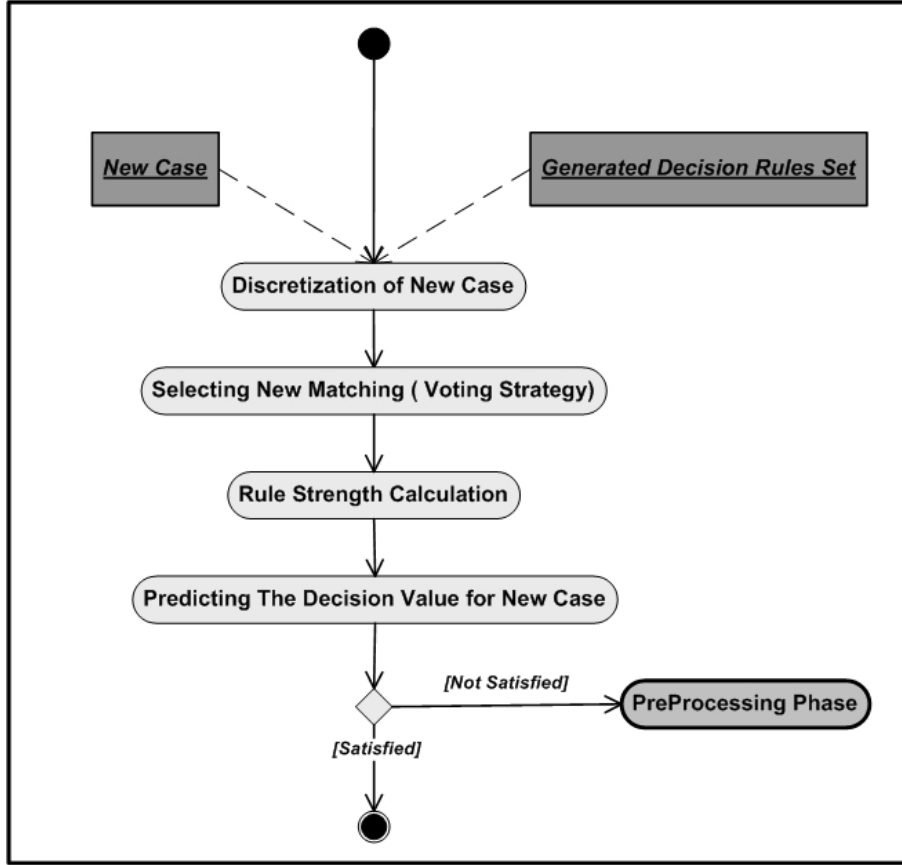 New Case
Generated Decision Rules Set
Discretization of New Case
Selecting New Matching ( Voting Strategy)
Rule Strength Calculation
Predicting The Decision Value for New Case
[Not Satisfied]
PreProcessing Phase
[Satisfied]